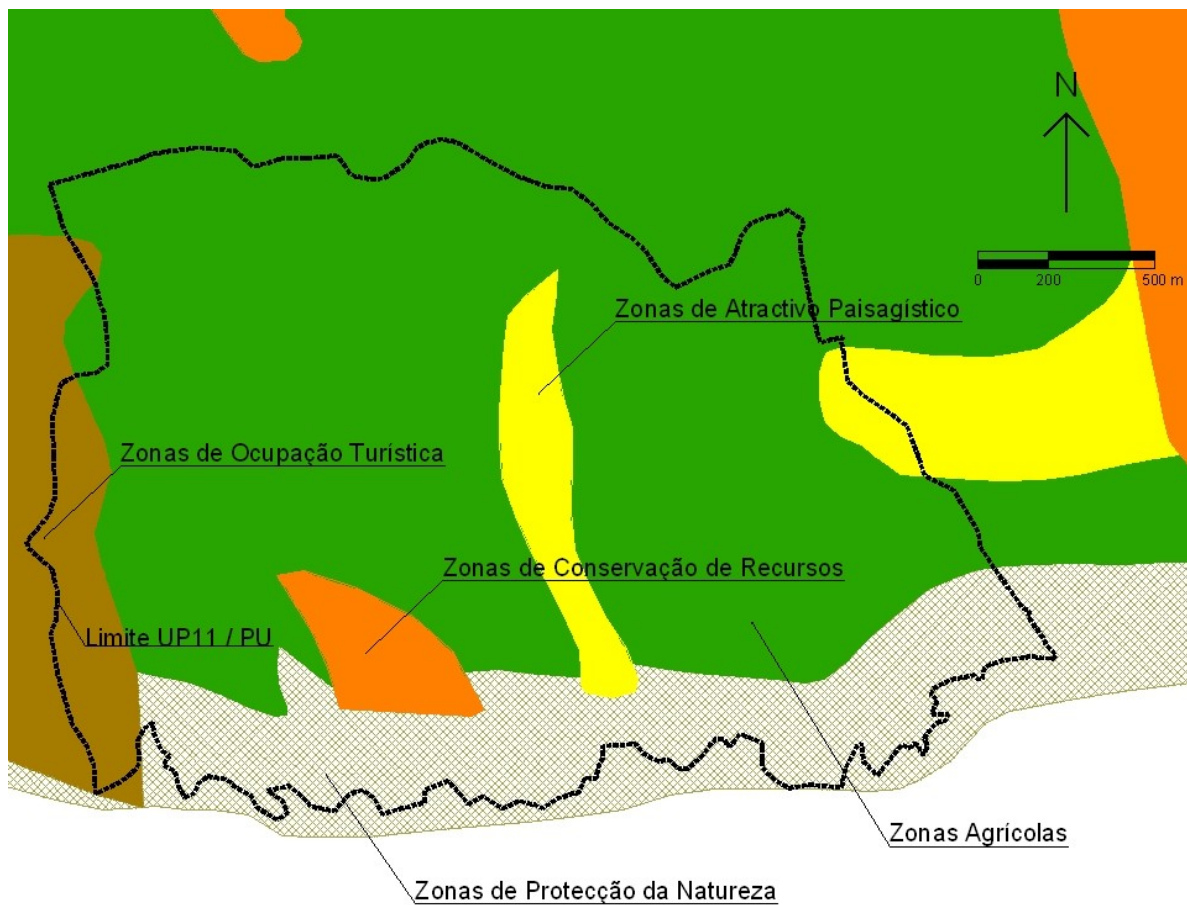 N
0 200 500 m
Zonas de Atractivo Paisagístico
Zonas de Ocupação Turística
Zonas de Conservação de Recursos
Limite UP11 / PU
Zonas Agrícolas
Zonas de Protecção da Natureza